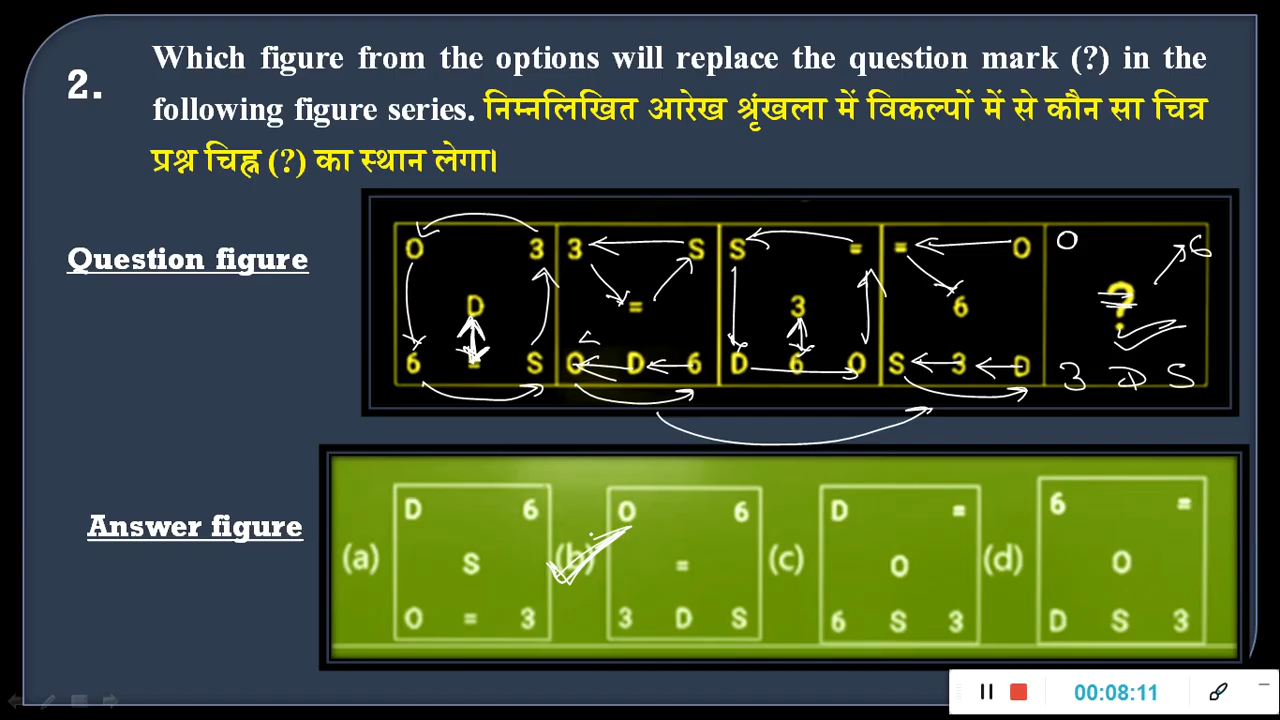 2.
Which figure from the options will replace the question mark (?) in the
following figure series. निम्नलिखित आरेख श्रृंखला में विकल्पों में से कौन सा चित्र
प्रश्न चिह्न (?) का स्थान लेगा।
Question figure
O 3 3 S S = = O O 6
D = 3 6 ?
6 = S O D 6 D 6 O S 3 D 3 D S
Answer figure
D 6 O 6 D = 6 =
(a) S (b) = (c) O (d) O
O = 3 3 D S 6 S 3 D S 3
00:08:11